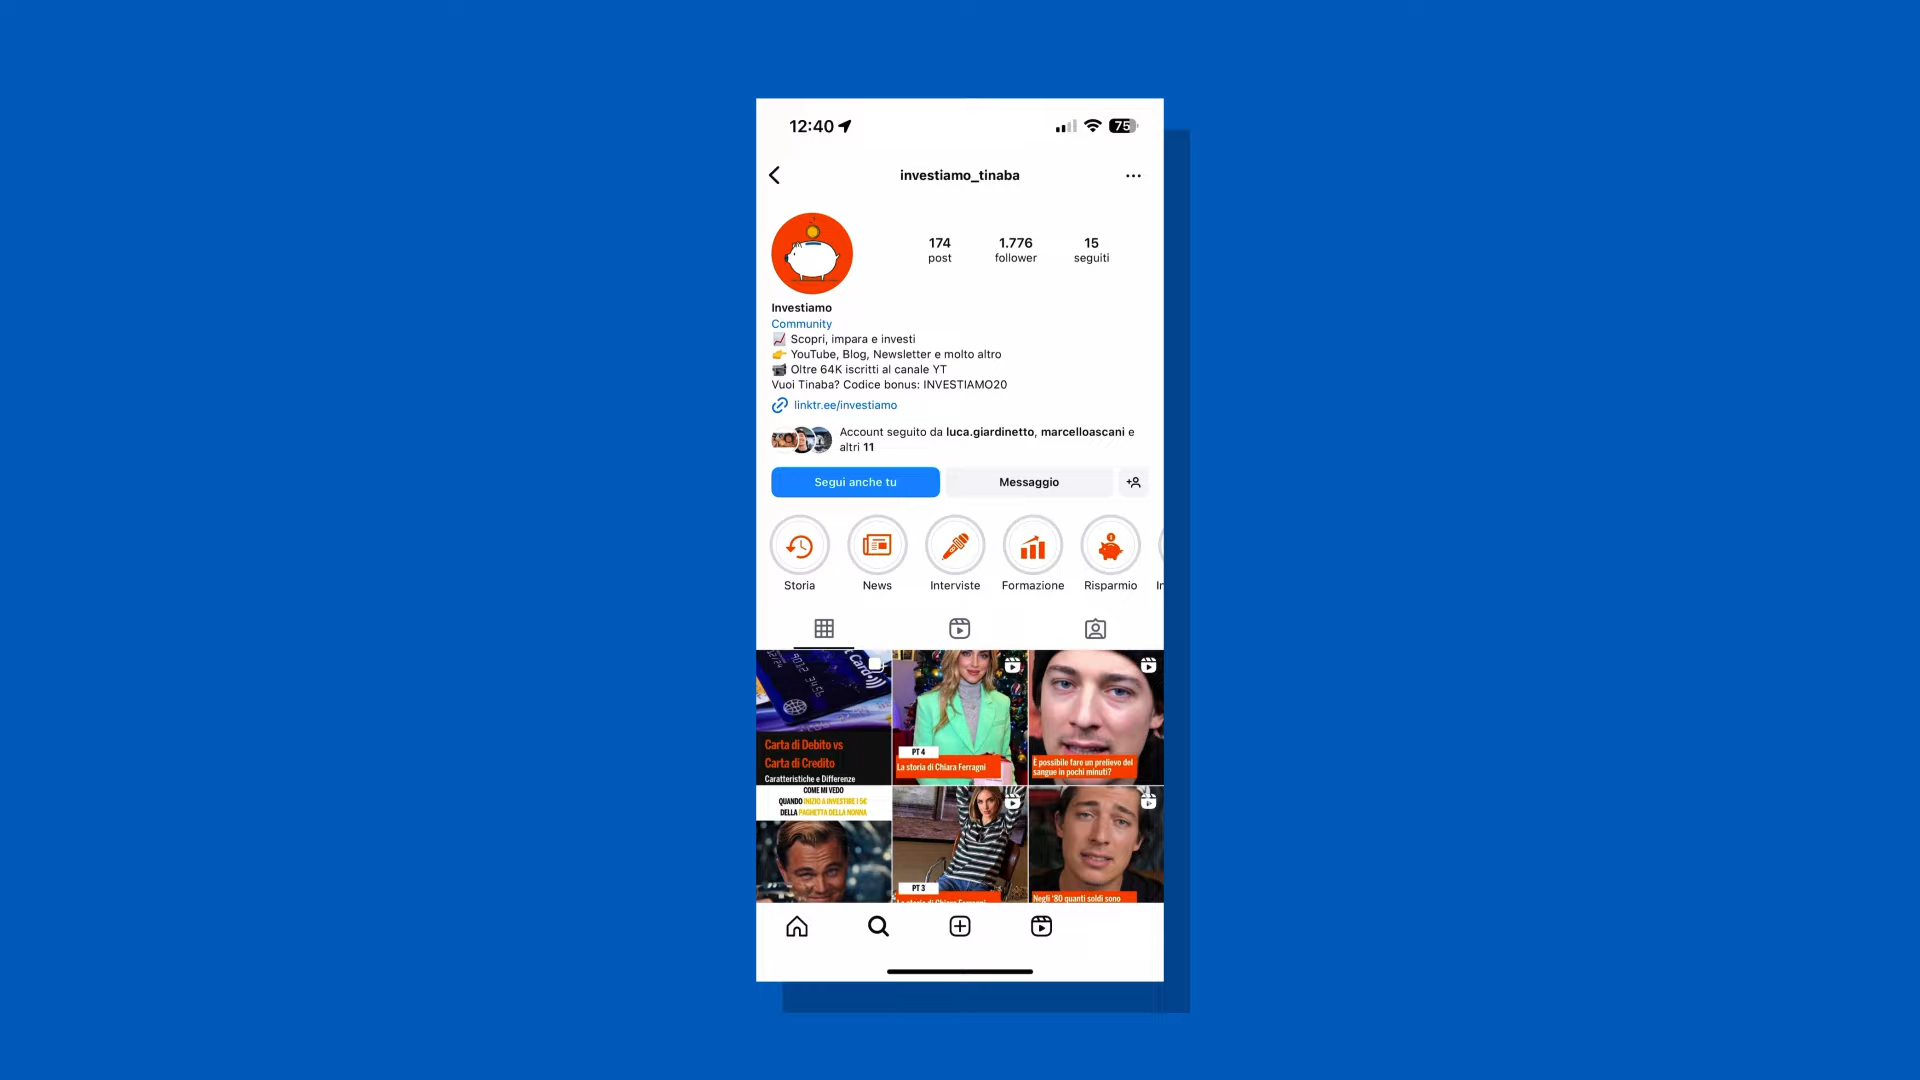 12:40
75
investiamo_tinaba
174
post
1.776
follower
15
seguiti
Investiamo
Community
Scopri, impara e investi
YouTube, Blog, Newsletter e molto altro
Oltre 64K iscritti al canale YT
Vuoi Tinaba? Codice bonus: INVESTIAMO20
linktr.ee/investiamo
Account seguito da luca.giardinetto, marcelloascani e
altri 11
Segui anche tu
Messaggio
Storia
News
Interviste
Formazione
Risparmio
Carta di Debito vs
Carta di Credito
Caratteristiche e Differenze
PT 4
La storia di Chiara Ferragni
È possibile fare un prelievo del
sangue in pochi minuti?
COME MI VEDO
QUANDO INIZIO A INVESTIRE I 5€
DELLA PAGHETTA DELLA NONNA
PT 3
La storia di Chiara Ferragni
Negli '80 quanti soldi sono